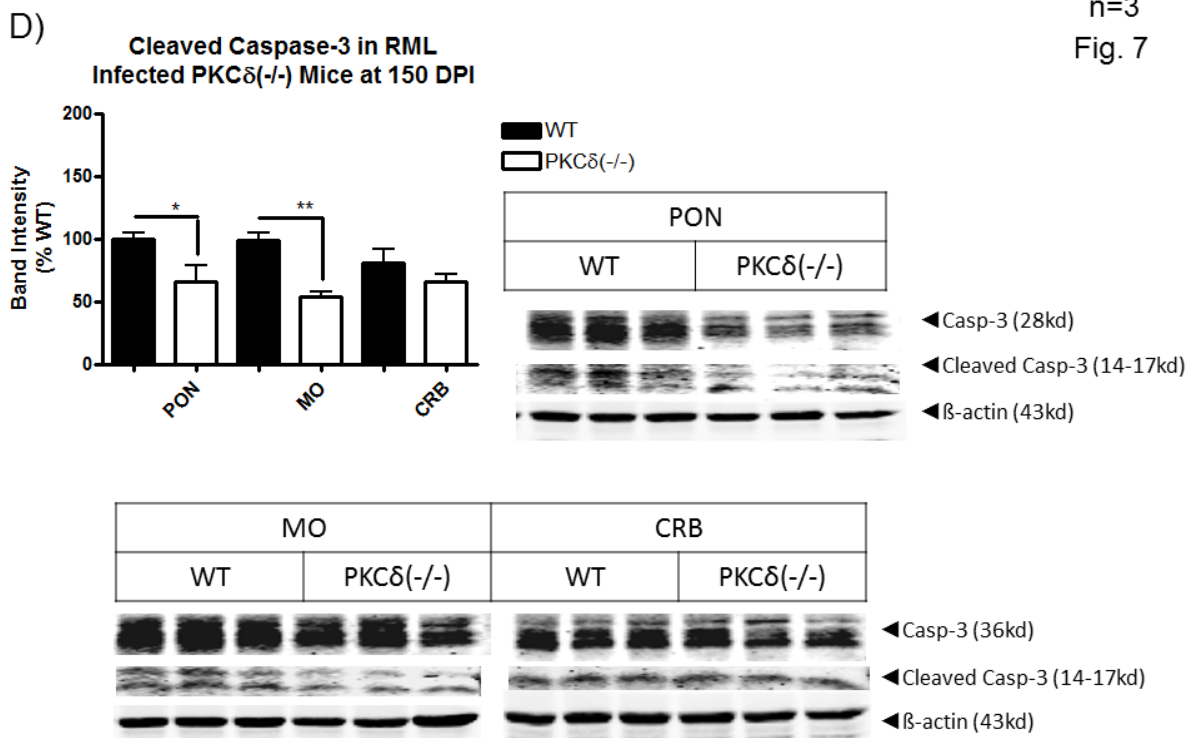 D)
n=3
Fig. 7
Cleaved Caspase-3 in RML
Infected PKCδ(-/-) Mice at 150 DPI
Band Intensity
(% WT)
200
150
100
50
0
*
**
PON
MO
CRB
WT
PKCδ(-/-)
PON
WT
PKCδ(-/-)
◄Casp-3 (28kd)
◄Cleaved Casp-3 (14-17kd)
◄ß-actin (43kd)
MO
CRB
WT
PKCδ(-/-)
WT
PKCδ(-/-)
◄Casp-3 (36kd)
◄Cleaved Casp-3 (14-17kd)
◄ß-actin (43kd)